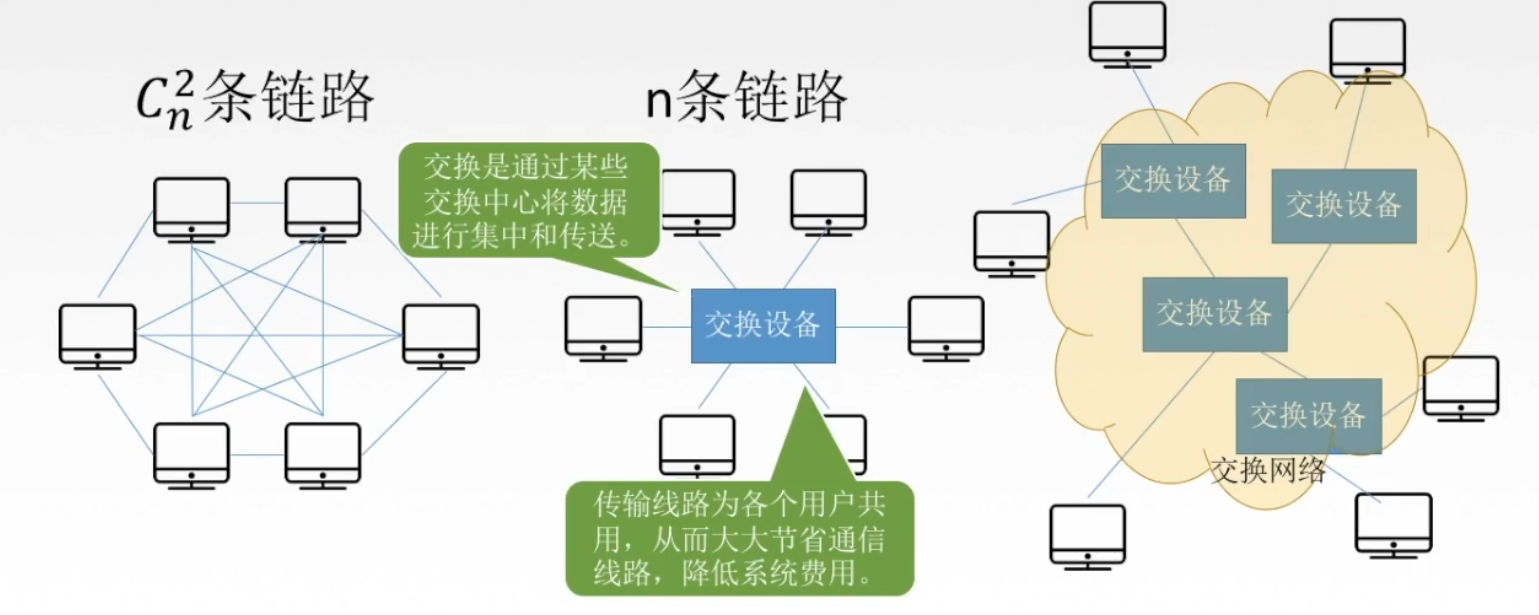 $C_n^2$条链路
n条链路
交换是通过某些
交换中心将数据
进行集中和传送。
交换设备
传输线路为各个用户共
用，从而大大节省通信
线路，降低系统费用。
交换设备
交换设备
交换设备
交换设备
交换网络